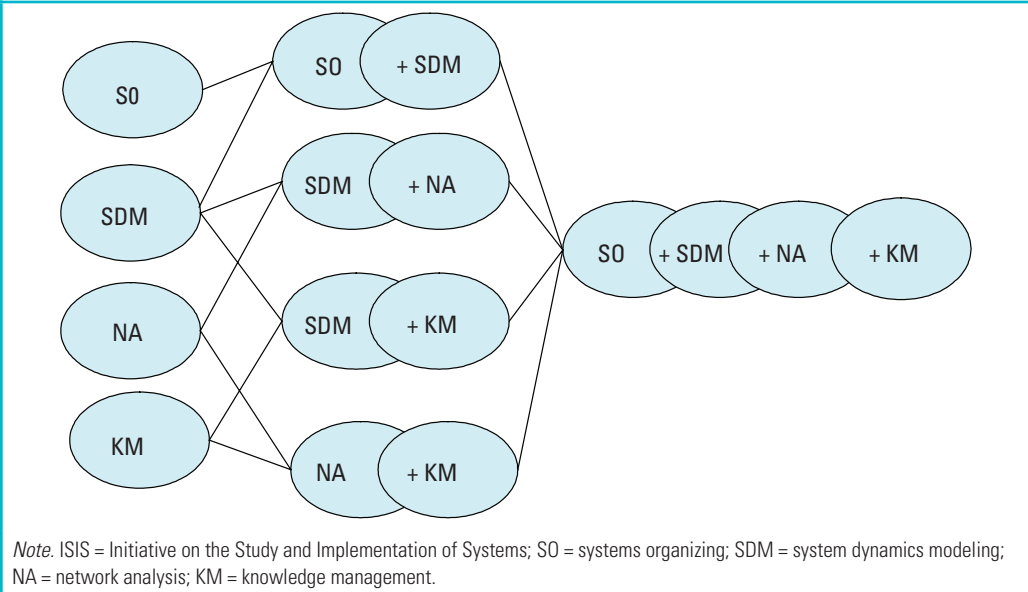 S0
SDM
NA
KM
SO + SDM
SDM + NA
SDM + KM
NA + KM
SO + SDM + NA + KM
Note. ISIS = Initiative on the Study and Implementation of Systems; SO = systems organizing; SDM = system dynamics modeling;
NA = network analysis; KM = knowledge management.